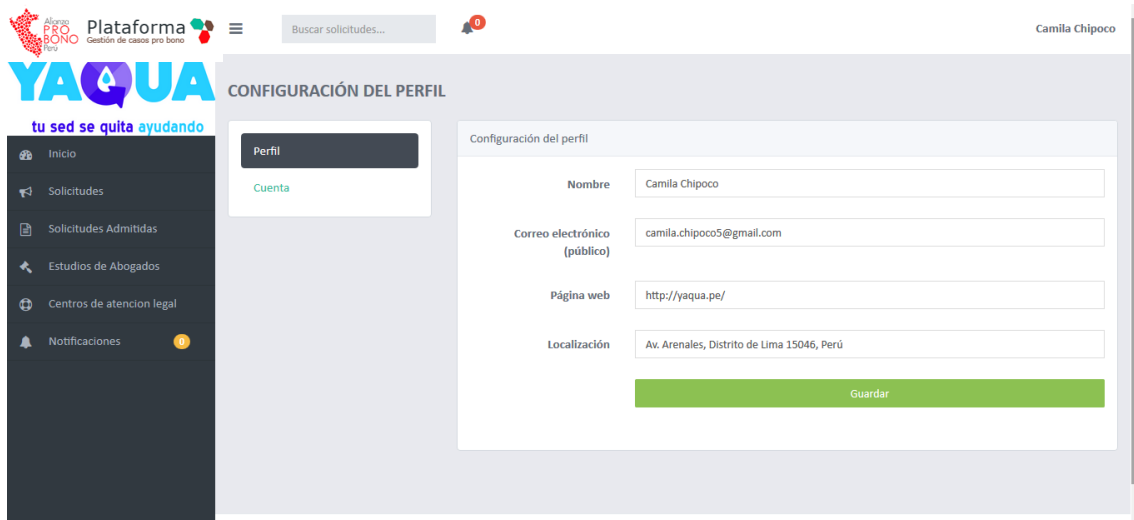 Alianza
PRO
BONO
Perú
Plataforma
Gestión de casos pro bono
Buscar solicitudes...
0
Camila Chipoco
YAQUA
tu sed se quita ayudando
Inicio
Solicitudes
Solicitudes Admitidas
Estudios de Abogados
Centros de atencion legal
Notificaciones 0
CONFIGURACIÓN DEL PERFIL
Perfil
Cuenta
Configuración del perfil
Nombre Camila Chipoco
Correo electrónico camila.chipoco5@gmail.com
(público)
Página web http://yaqua.pe/
Localización Av. Arenales, Distrito de Lima 15046, Perú
Guardar